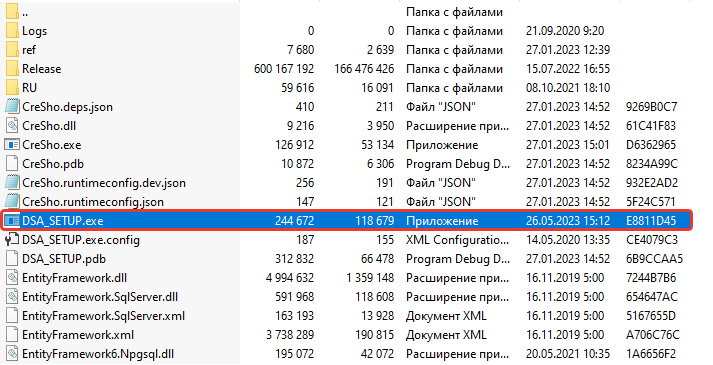 .. Папка с файлами
Logs 0 0 Папка с файлами 21.09.2020 9:20
ref 7 680 2 639 Папка с файлами 27.01.2023 12:39
Release 600 167 192 166 476 426 Папка с файлами 15.07.2022 16:55
RU 59 616 16 091 Папка с файлами 08.10.2021 18:10
CreSho.deps.json 410 211 Файл "JSON" 27.01.2023 14:52 9269B0C7
CreSho.dll 9 216 3 950 Расширение при... 27.01.2023 14:52 61C41F83
CreSho.exe 126 912 53 134 Приложение 27.01.2023 15:01 D6362965
CreSho.pdb 10 872 6 306 Program Debug D... 27.01.2023 14:52 8234A99C
CreSho.runtimeconfig.dev.json 256 191 Файл "JSON" 27.01.2023 14:52 932E2AD2
CreSho.runtimeconfig.json 147 121 Файл "JSON" 27.01.2023 14:52 5F24C571
DSA_SETUP.exe 244 672 118 679 Приложение 26.05.2023 15:12 E8811D45
DSA_SETUP.exe.config 187 155 XML Configuratio... 14.05.2020 13:35 CE4079C3
DSA_SETUP.pdb 312 832 66 478 Program Debug D... 27.01.2023 14:52 6B9CCAA5
EntityFramework.dll 4 994 632 1 359 148 Расширение при... 16.11.2019 5:00 7244B7B6
EntityFramework.SqlServer.dll 591 968 118 608 Расширение при... 16.11.2019 5:00 654647AC
EntityFramework.SqlServer.xml 163 193 13 928 Документ XML 16.11.2019 5:00 5167655D
EntityFramework.xml 3 738 289 190 815 Документ XML 16.11.2019 5:00 A706C76C
EntityFramework6.Npgsql.dll 195 072 42 072 Расширение при... 20.05.2021 10:35 1A6656F2